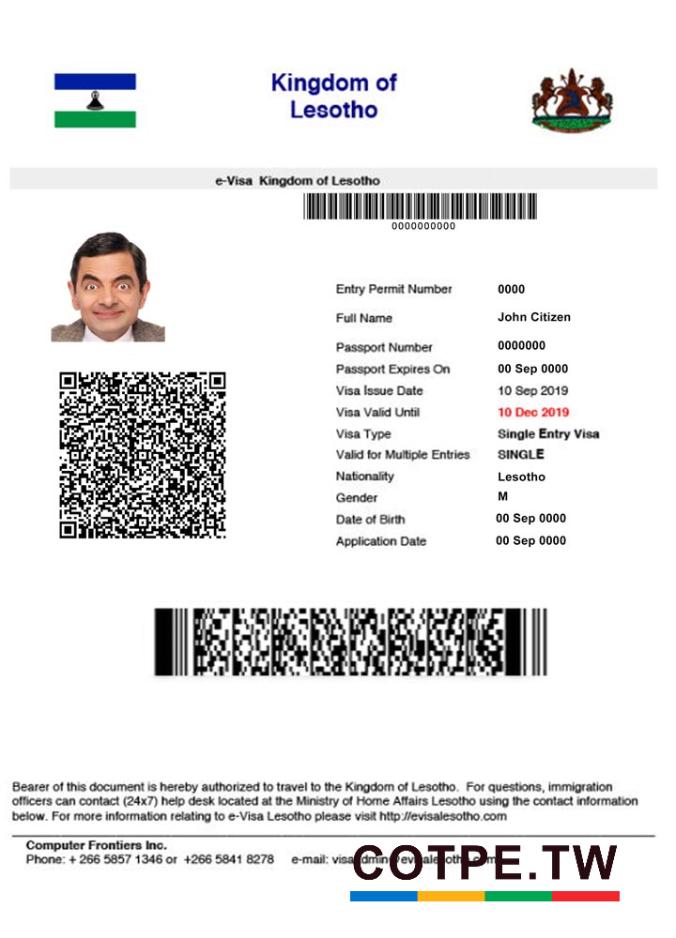 Kingdom of
Lesotho
e-Visa Kingdom of Lesotho
0000000000
Entry Permit Number 0000
Full Name John Citizen
Passport Number 0000000
Passport Expires On 00 Sep 0000
Visa Issue Date 10 Sep 2019
Visa Valid Until 10 Dec 2019
Visa Type Single Entry Visa
Valid for Multiple Entries SINGLE
Nationality Lesotho
Gender M
Date of Birth 00 Sep 0000
Application Date 00 Sep 0000
Bearer of this document is hereby authorized to travel to the Kingdom of Lesotho. For questions, immigration
officers can contact (24x7) help desk located at the Ministry of Home Affairs Lesotho using the contact information
below. For more information relating to e-Visa Lesotho please visit http://evisalesotho.com
Computer Frontiers Inc.
Phone: + 266 5857 1346 or +266 5841 8278 e-mail:
COTPE.TW